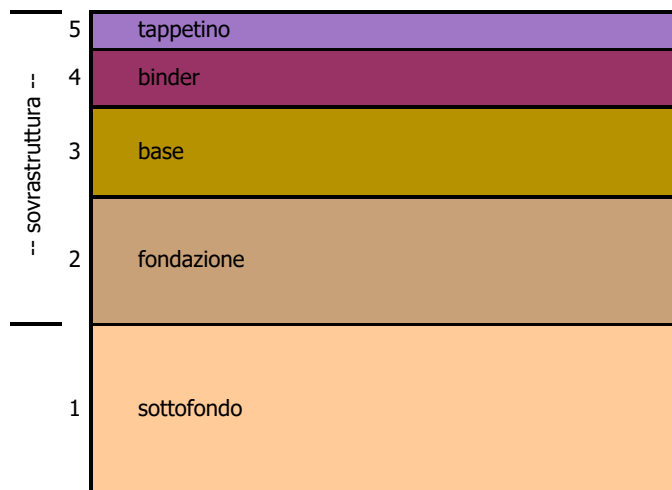 5 tappetino
4 binder
3 base
2 fondazione
1 sottofondo
-- sovrastruttura --